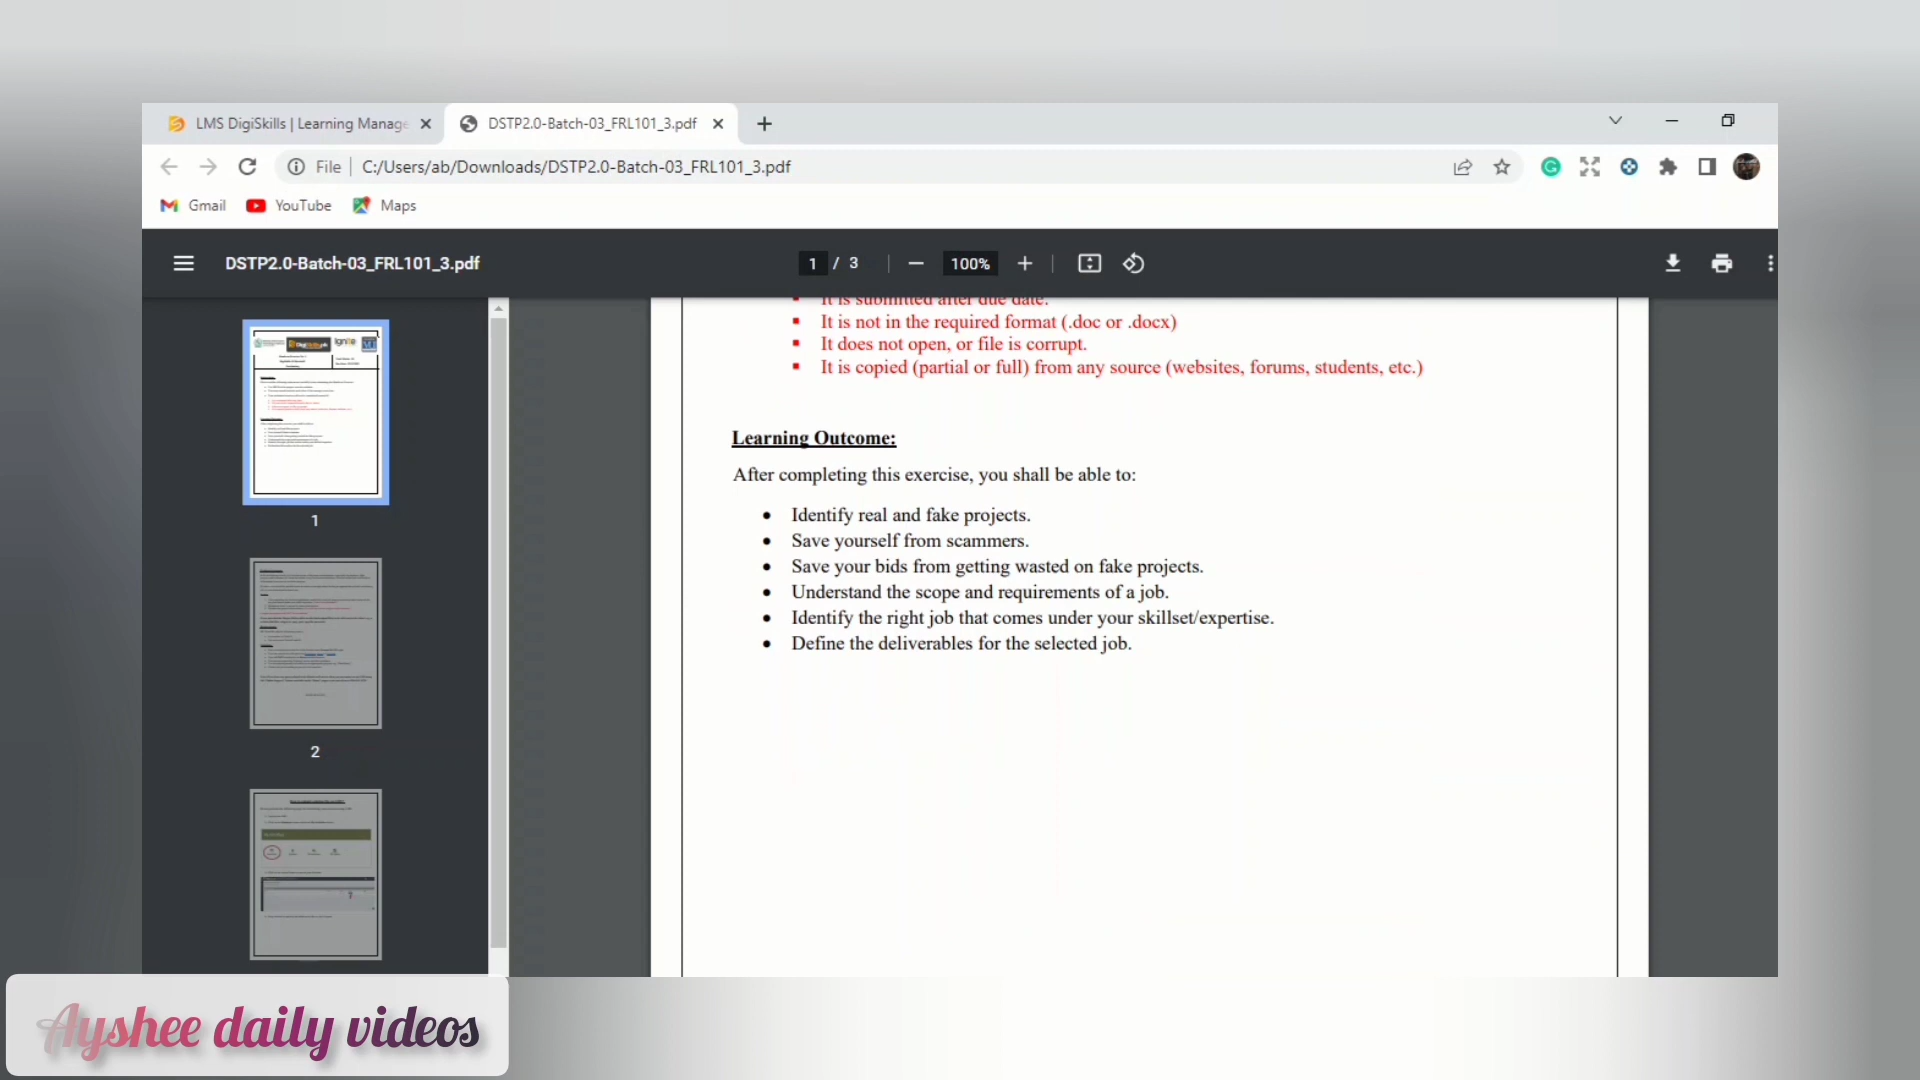 LMS DigiSkills | Learning Manage
DSTP2.0-Batch-03_FRL101_3.pdf
File
C:/Users/ab/Downloads/DSTP2.0-Batch-03_FRL101_3.pdf
Gmail
YouTube
Maps
DSTP2.0-Batch-03_FRL101_3.pdf
1 / 3
100%
It is submitted after due date.
It is not in the required format (.doc or .docx)
It does not open, or file is corrupt.
It is copied (partial or full) from any source (websites, forums, students, etc.)
Learning Outcome:
After completing this exercise, you shall be able to:
Identify real and fake projects.
Save yourself from scammers.
Save your bids from getting wasted on fake projects.
Understand the scope and requirements of a job.
Identify the right job that comes under your skillset/expertise.
Define the deliverables for the selected job.
1
2
Ayshee daily videos